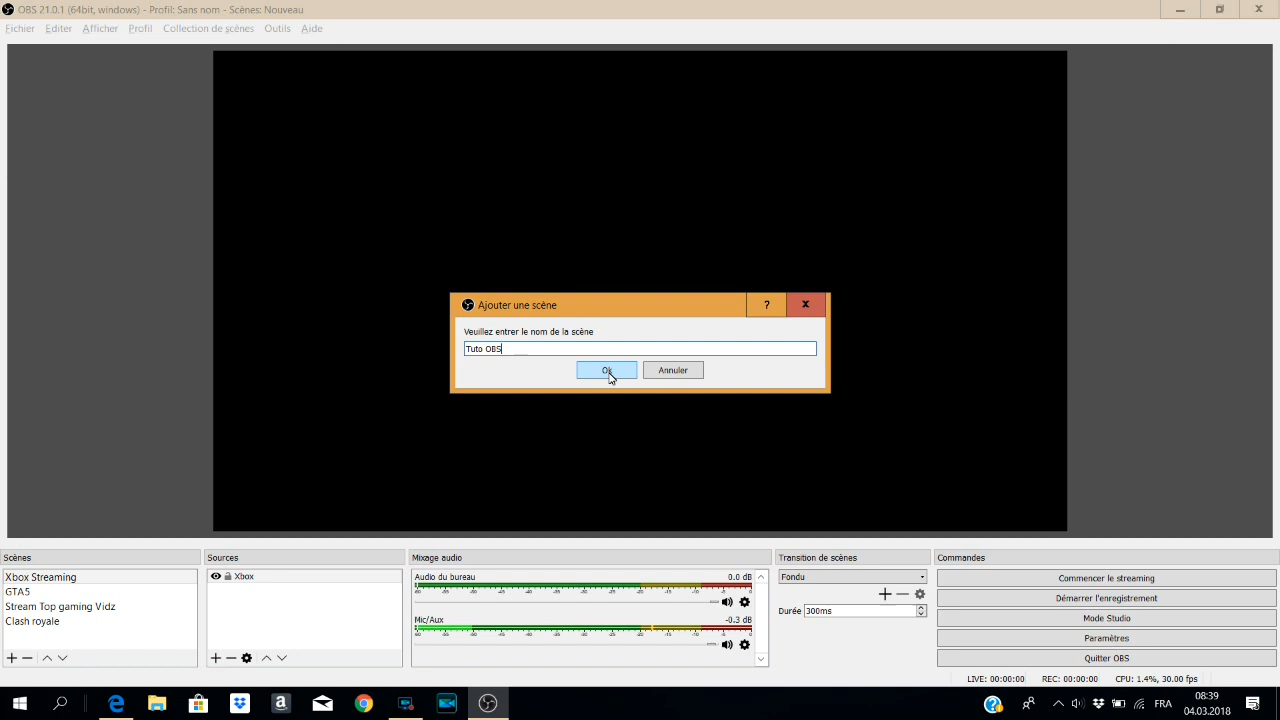 OBS 21.0.1 (64bit, windows) - Profil: Sans nom - Scènes: Nouveau
Fichier Editer Afficher Profil Collection de scènes Outils Aide
Ajouter une scène
?
x
Veuillez entrer le nom de la scène
Tuto OBS
Ok
Annuler
Scènes
Xbox Streaming
GTA5
Stream Top gaming Vidz
Clash royale
Sources
Xbox
Mixage audio
Audio du bureau 0.0 dB
Mic/Aux -0.3 dB
Transition de scènes
Fondu
Durée 300ms
Commandes
Commencer le streaming
Démarrer l'enregistrement
Mode Studio
Paramètres
Quitter OBS
LIVE: 00:00:00 REC: 00:00:00 CPU: 1.4%, 30.00 fps
FRA
08:39
04.03.2018